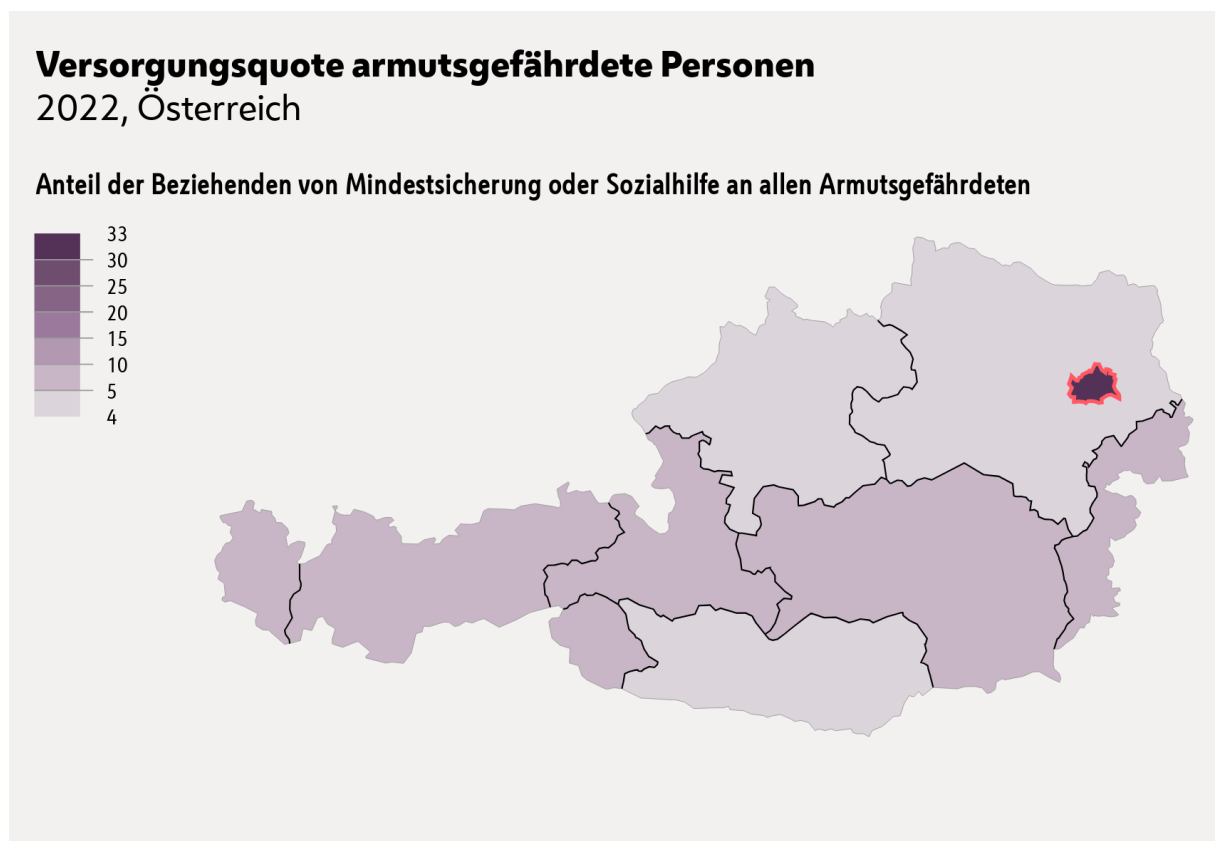 Versorgungsquote armutsgefährdete Personen
2022, Österreich
Anteil der Beziehenden von Mindestsicherung oder Sozialhilfe an allen Armutsgefährdeten
33
30
25
20
15
10
5
4